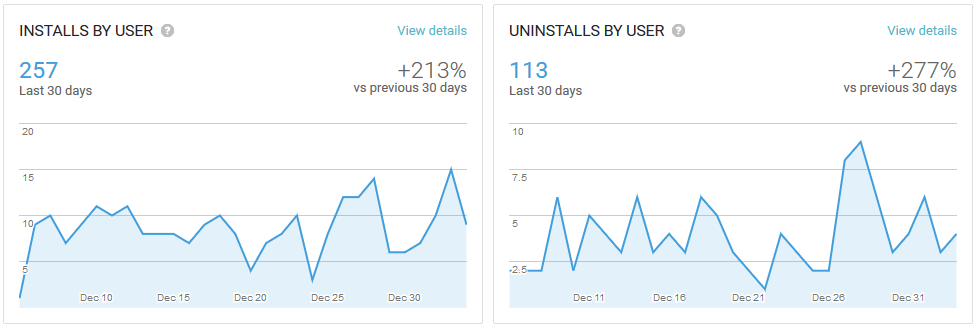 INSTALLS BY USER ?
View details
257
Last 30 days
+213%
vs previous 30 days
20
15
10
5
Dec 10 Dec 15 Dec 20 Dec 25 Dec 30
UNINSTALLS BY USER ?
View details
113
Last 30 days
+277%
vs previous 30 days
10
7.5
5
2.5
Dec 11 Dec 16 Dec 21 Dec 26 Dec 31